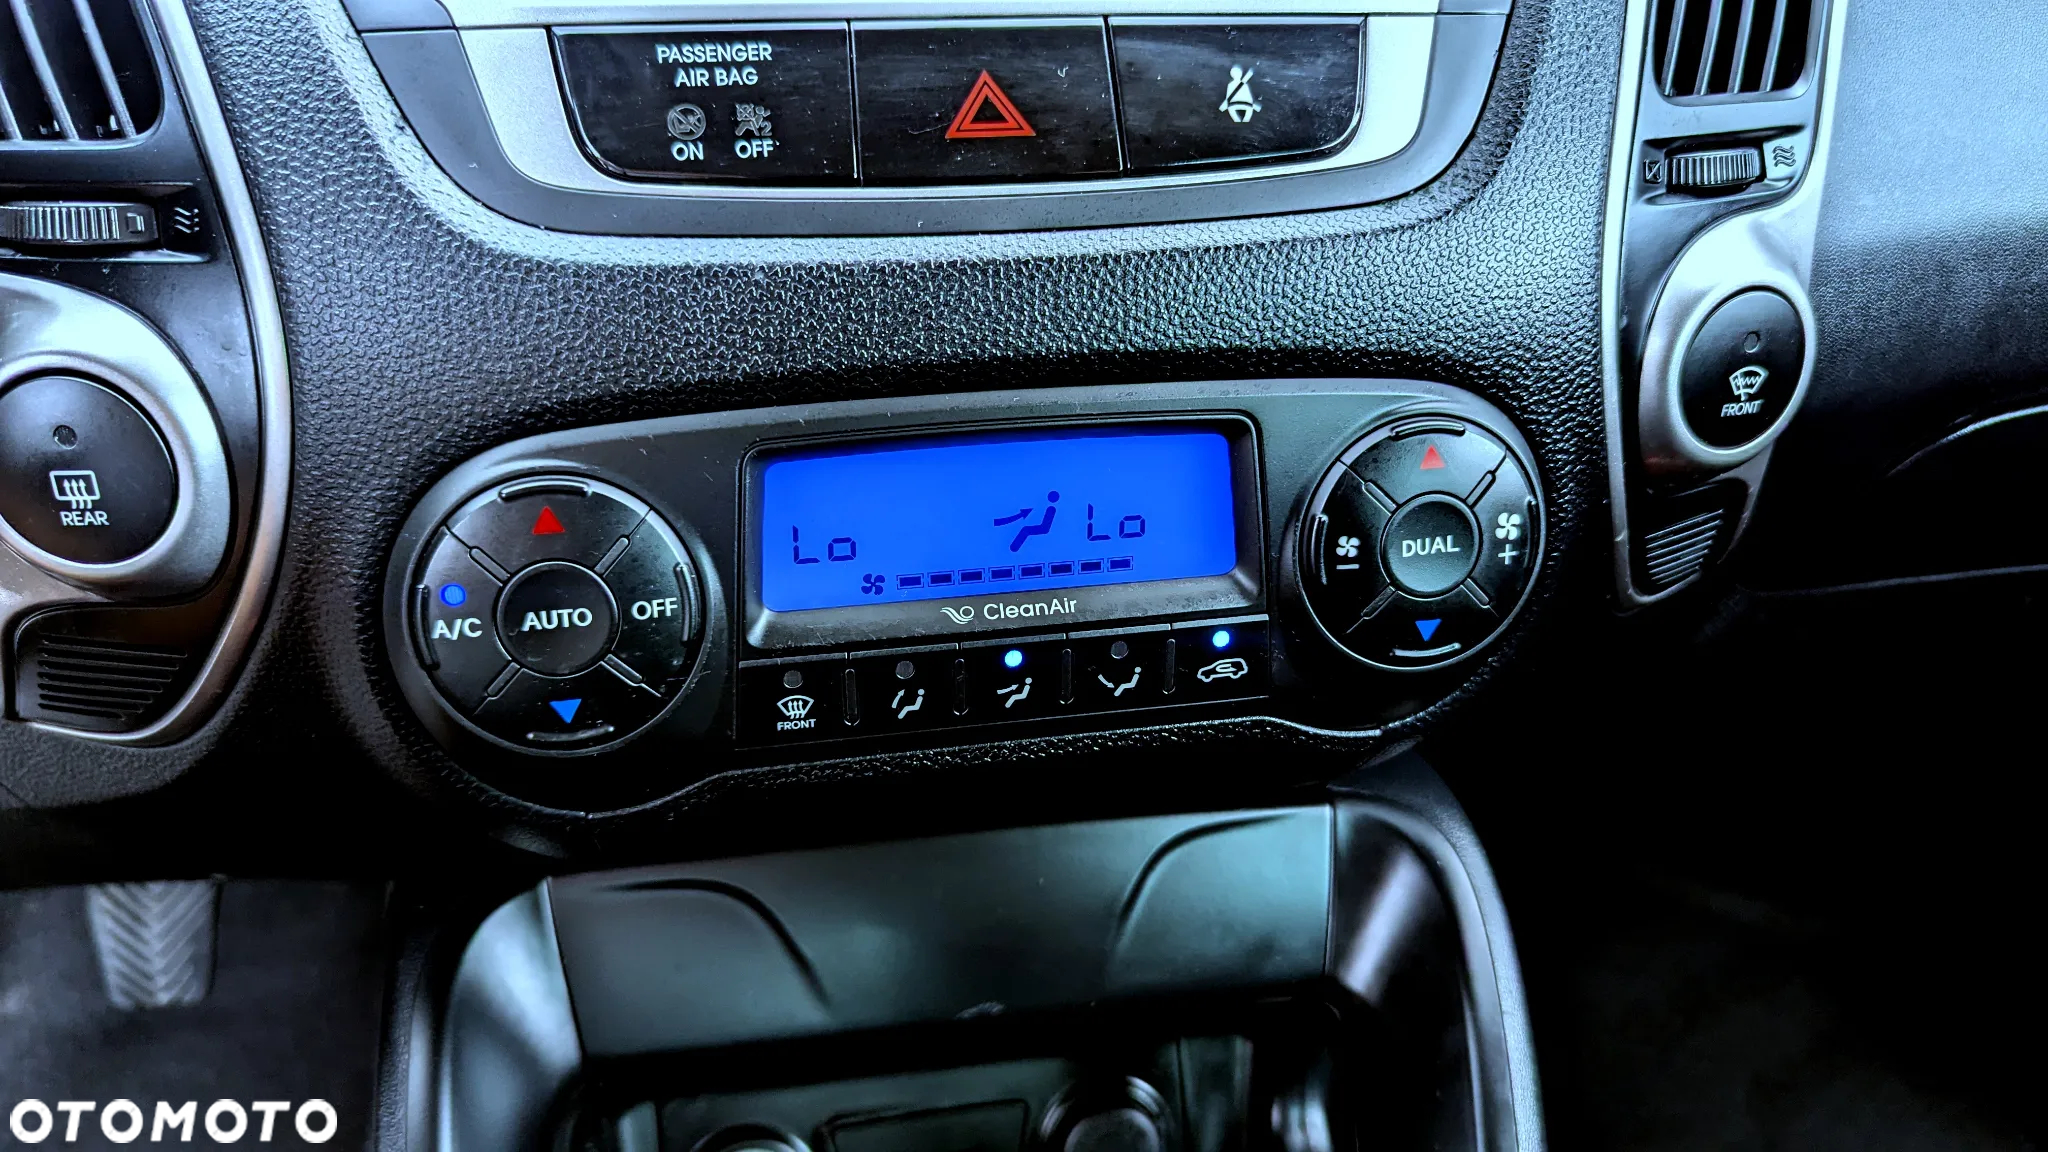 PASSENGER
AIR BAG
ON OFF
REAR
FRONT
A/C AUTO OFF
Lo Lo
CleanAir
FRONT
DUAL
OTOMOTO